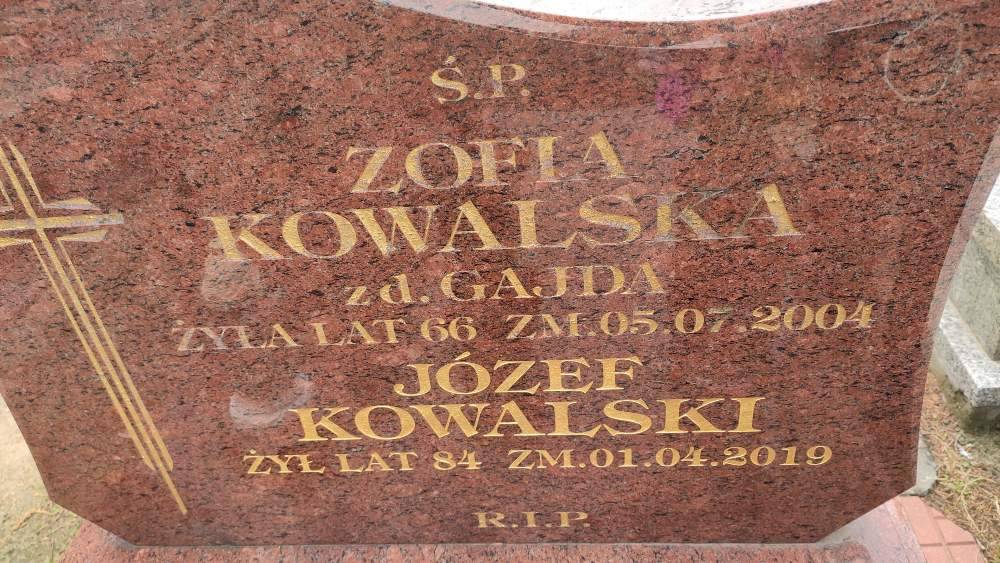 Ś.P.
ZOFIA
KOWALSKA
zd. GAJDA
ŻYŁA LAT 66 ZM.05.07.2004
JÓZEF
KOWALSKI
ŻYŁ LAT 84 ZM.01.04.2019
R.I.P.